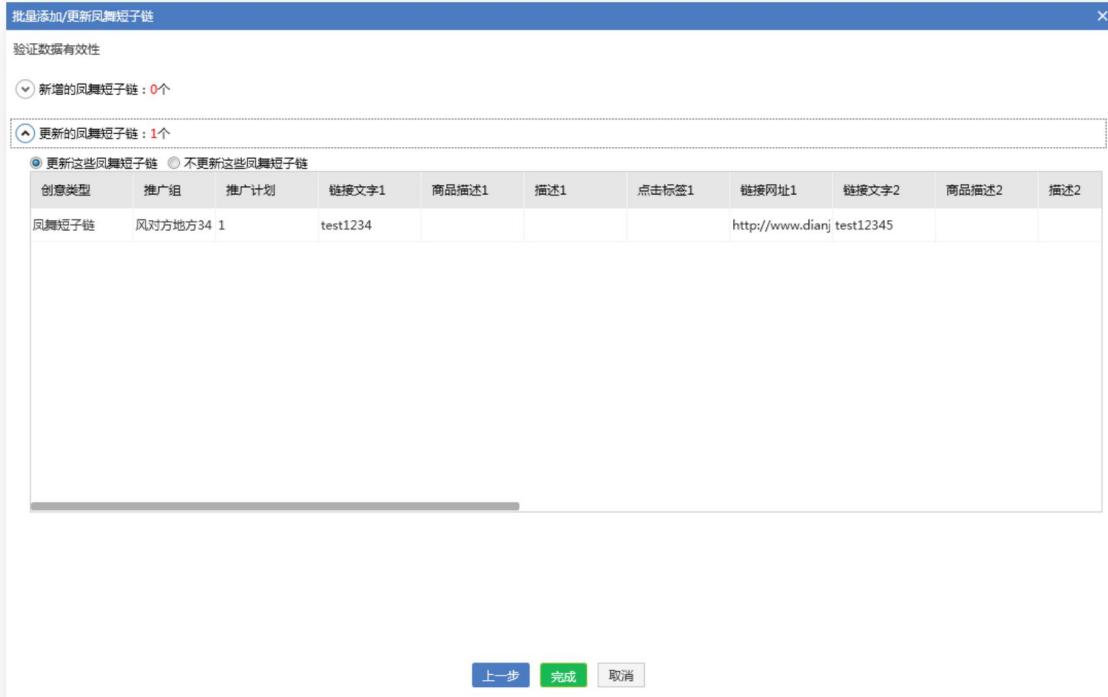 批量添加/更新凤舞短子链
验证数据有效性
新增的凤舞短子链：0个
更新的凤舞短子链：1个
更新这些凤舞短子链 不更新这些凤舞短子链
创意类型 推广组 推广计划 链接文字1 商品描述1 描述1 点击标签1 链接网址1 链接文字2 商品描述2 描述2
凤舞短子链 风对方地方34 1 test1234 http://www.dianj test12345
上一步 完成 取消